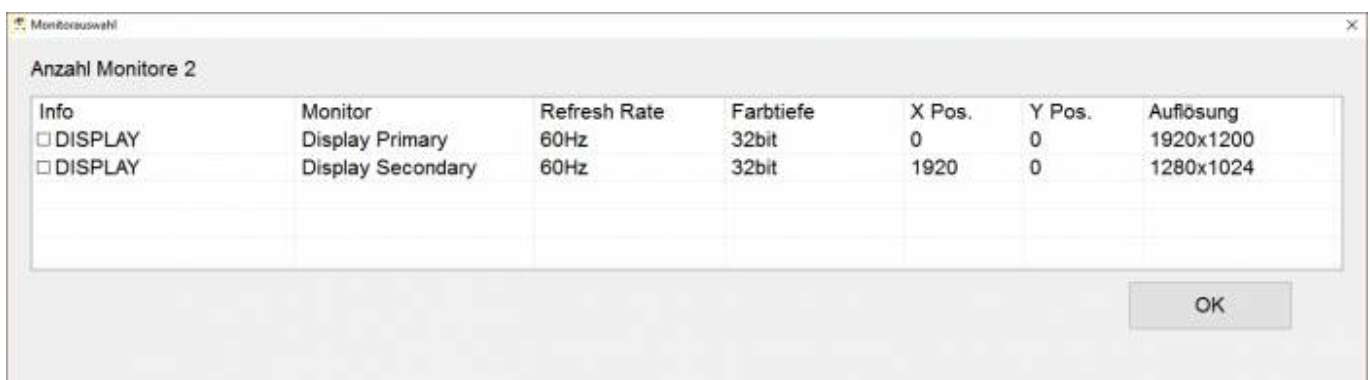 Monitorauswahl
Anzahl Monitore 2
Info Monitor Refresh Rate Farbtiefe X Pos. Y Pos. Auflösung
DISPLAY Display Primary 60Hz 32bit 0 0 1920x1200
DISPLAY Display Secondary 60Hz 32bit 1920 0 1280x1024
OK